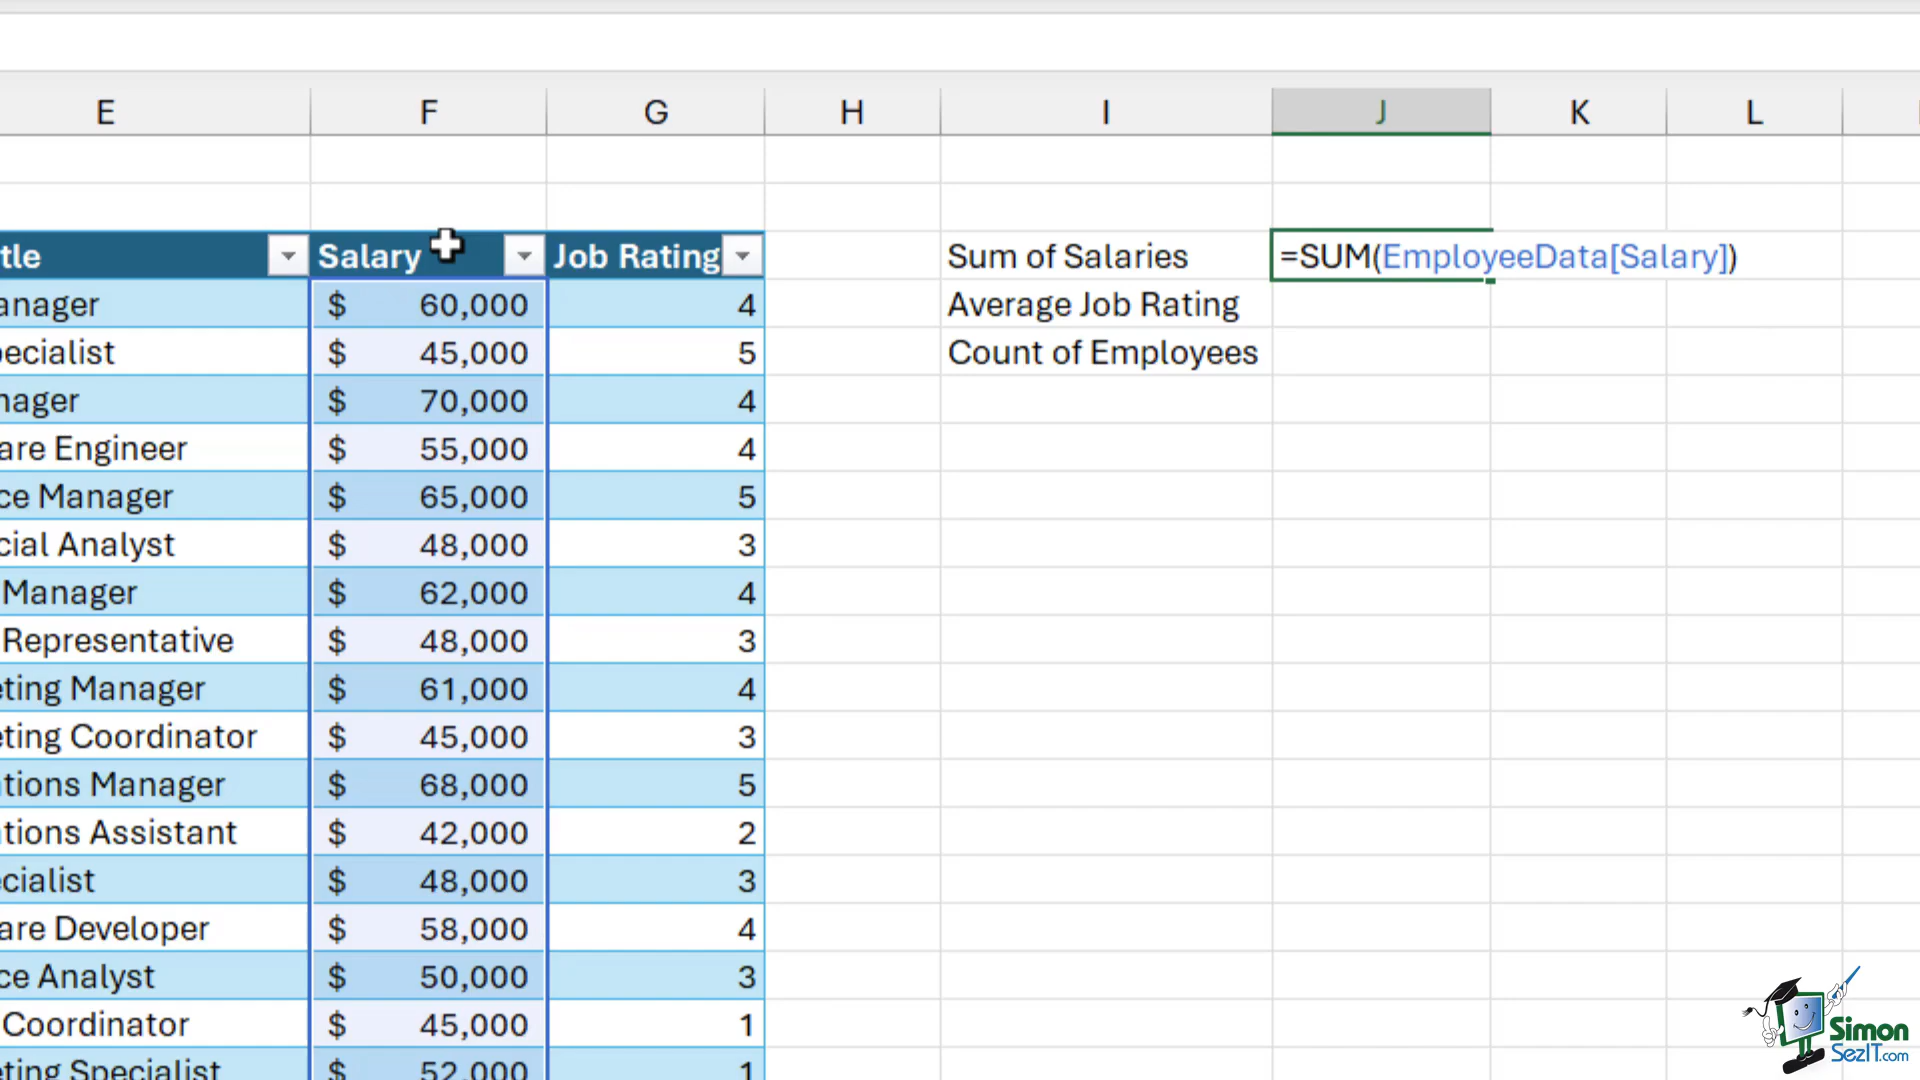 E F G H I J K L
tle Salary Job Rating Sum of Salaries =SUM(EmployeeData[Salary])
anager $ 60,000 4 Average Job Rating
pecialist $ 45,000 5 Count of Employees
nager $ 70,000 4
are Engineer $ 55,000 4
ce Manager $ 65,000 5
cial Analyst $ 48,000 3
Manager $ 62,000 4
Representative $ 48,000 3
eting Manager $ 61,000 4
eting Coordinator $ 45,000 3
ations Manager $ 68,000 5
ations Assistant $ 42,000 2
ecialist $ 48,000 3
are Developer $ 58,000 4
ce Analyst $ 50,000 3
Coordinator $ 45,000 1
eting Specialist $ 52,000 1
Simon
SezIT.com